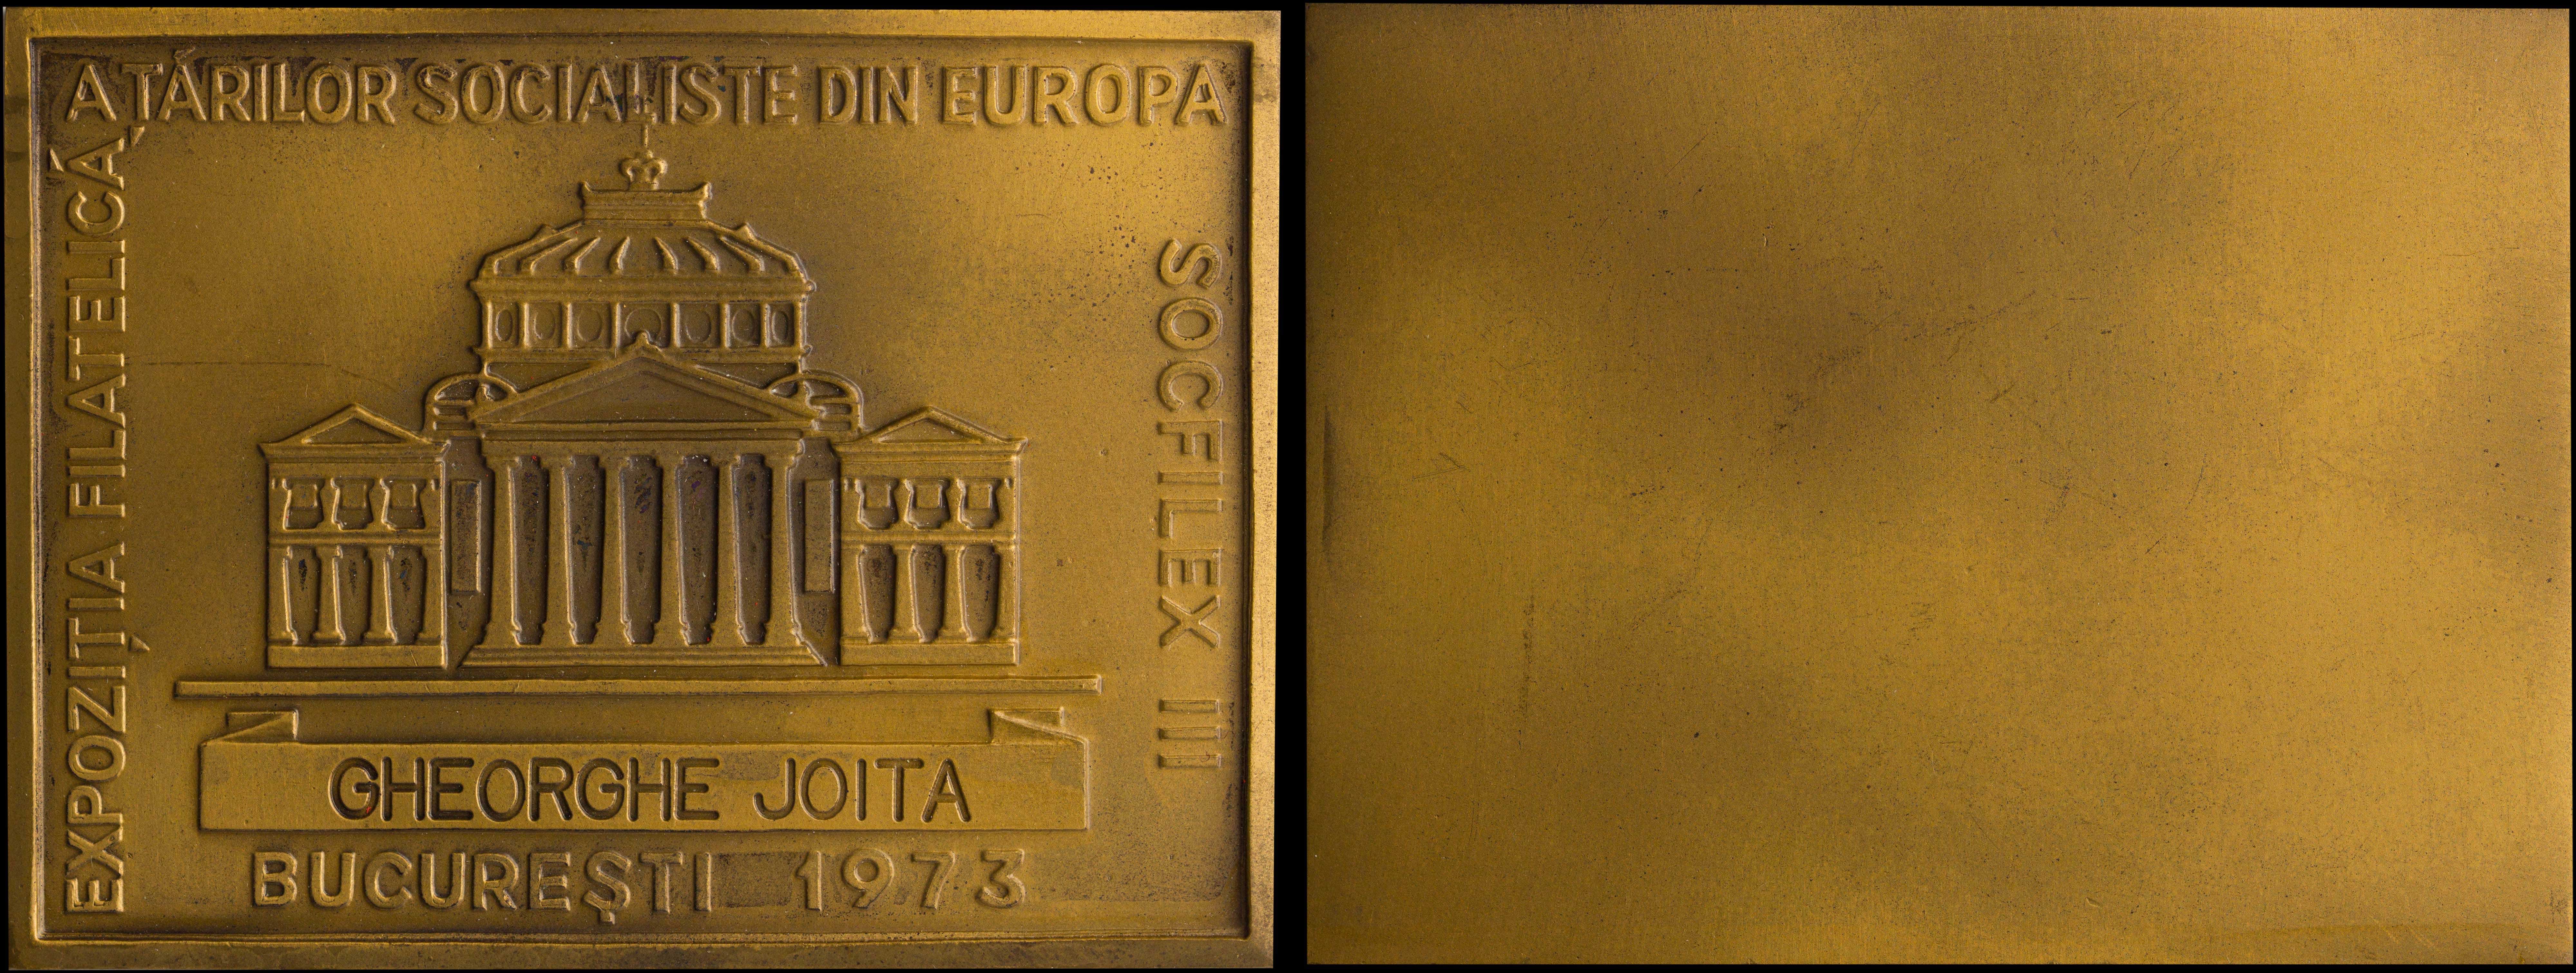 EXPOZIȚIA FILATELICĂ
A ȚĂRILOR SOCIALISTE DIN EUROPA
SOCFILEX III
GHEORGHE JOITA
BUCUREȘTI 1973